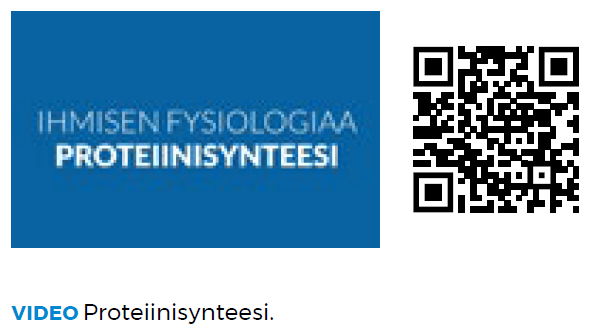 IHMISEN FYSIOLOGIAA
PROTEIINISYNTEESI
VIDEO Proteiinisynteesi.